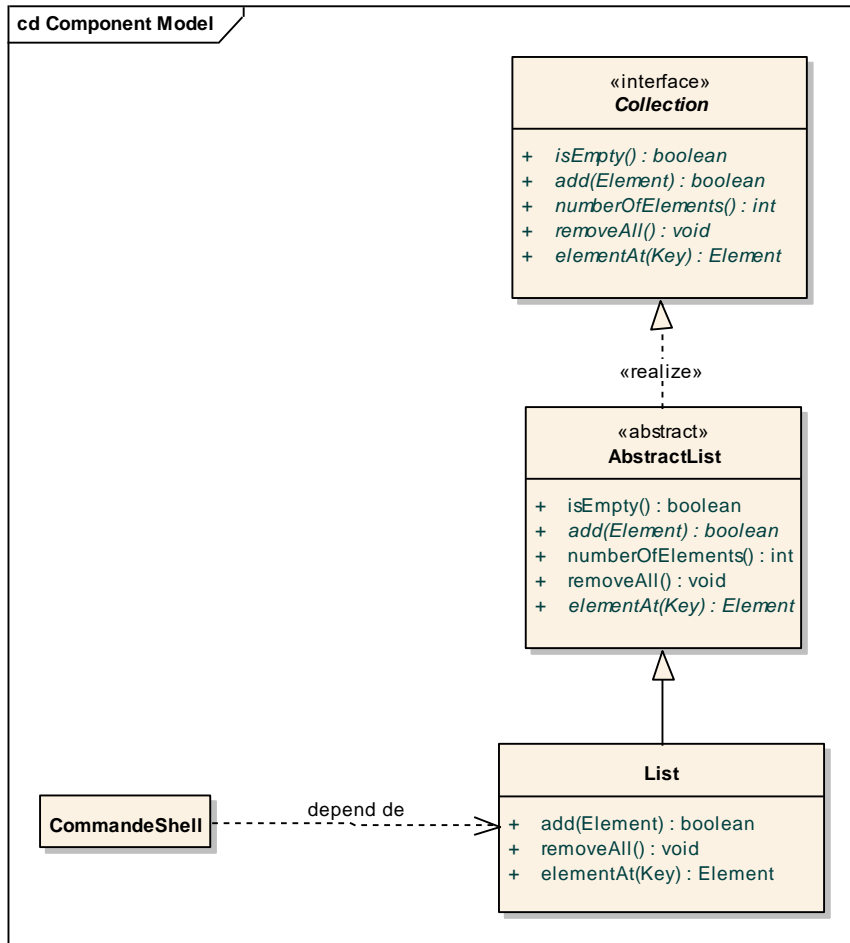 cd Component Model
«interface»
Collection
+ isEmpty() : boolean
+ add(Element) : boolean
+ numberOfElements() : int
+ removeAll() : void
+ elementAt(Key) : Element
«realize»
«abstract»
AbstractList
+ isEmpty() : boolean
+ add(Element) : boolean
+ numberOfElements() : int
+ removeAll() : void
+ elementAt(Key) : Element
List
+ add(Element) : boolean
+ removeAll() : void
+ elementAt(Key) : Element
CommandeShell
depend de